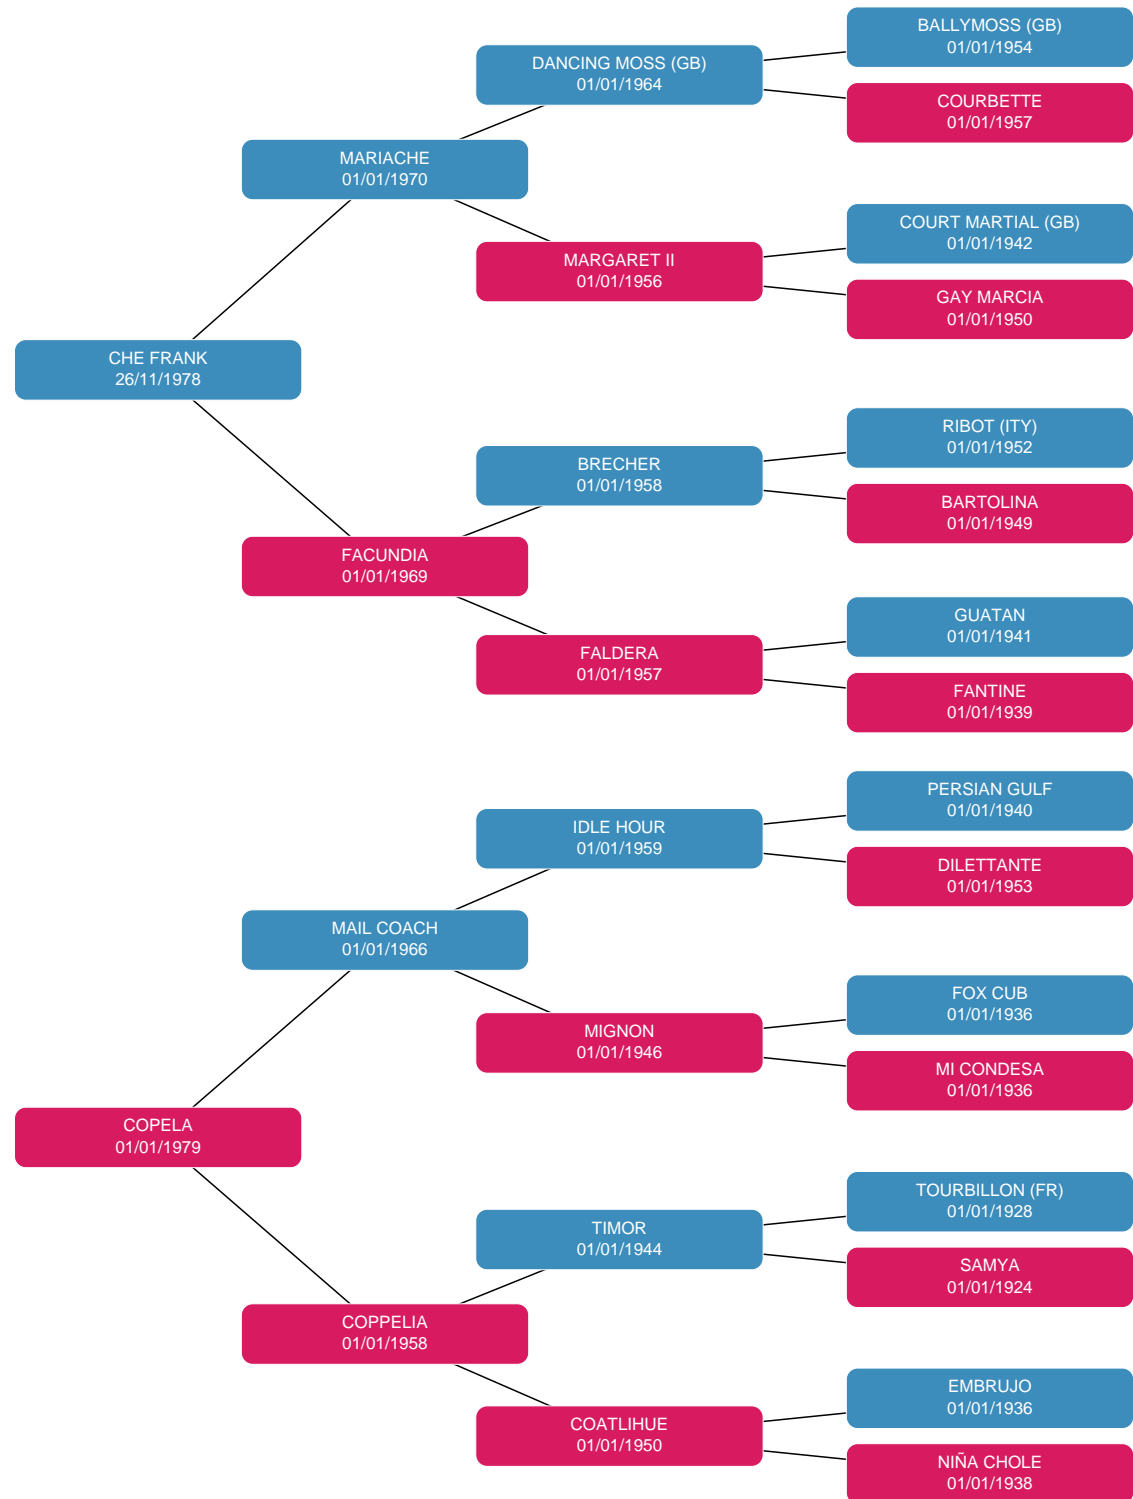 BALLYMOSS (GB)
01/01/1954
DANCING MOSS (GB)
01/01/1964
COURBETTE
01/01/1957
MARIACHE
01/01/1970
COURT MARTIAL (GB)
01/01/1942
MARGARET II
01/01/1956
GAY MARCIA
01/01/1950
CHE FRANK
26/11/1978
RIBOT (ITY)
01/01/1952
BRECHER
01/01/1958
BARTOLINA
01/01/1949
FACUNDIA
01/01/1969
GUATAN
01/01/1941
FALDERA
01/01/1957
FANTINE
01/01/1939
PERSIAN GULF
01/01/1940
IDLE HOUR
01/01/1959
DILETTANTE
01/01/1953
MAIL COACH
01/01/1966
FOX CUB
01/01/1936
MIGNON
01/01/1946
MI CONDESA
01/01/1936
COPELA
01/01/1979
TOURBILLON (FR)
01/01/1928
TIMOR
01/01/1944
SAMYA
01/01/1924
COPPELIA
01/01/1958
EMBRUJO
01/01/1936
COATLIHUE
01/01/1950
NIÑA CHOLE
01/01/1938